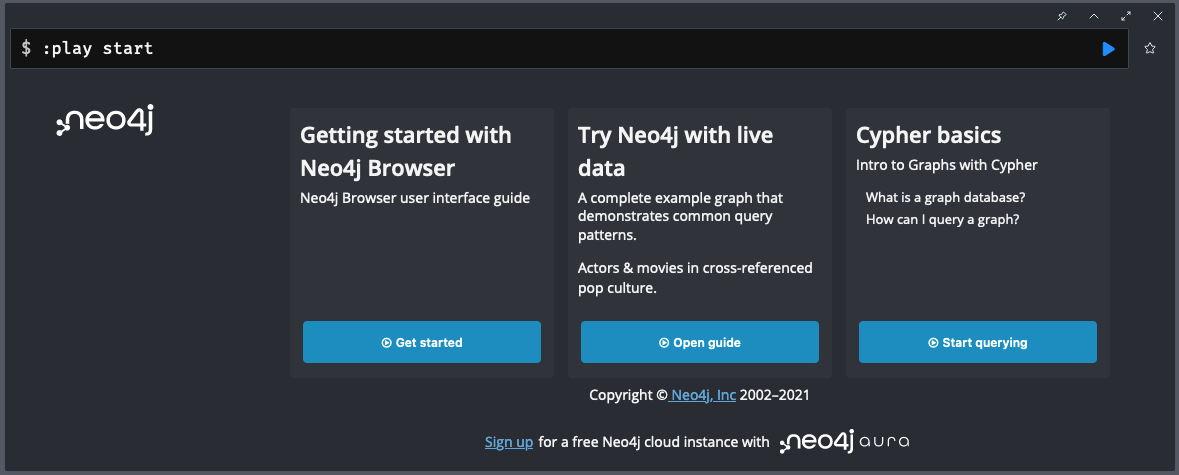 $ :play start
neo4j
Getting started with
Neo4j Browser
Neo4j Browser user interface guide
Get started
Try Neo4j with live
data
A complete example graph that
demonstrates common query
patterns.
Actors & movies in cross-referenced
pop culture.
Open guide
Cypher basics
Intro to Graphs with Cypher
What is a graph database?
How can I query a graph?
Start querying
Copyright © Neo4j, Inc 2002–2021
Sign up for a free Neo4j cloud instance with neo4j aura